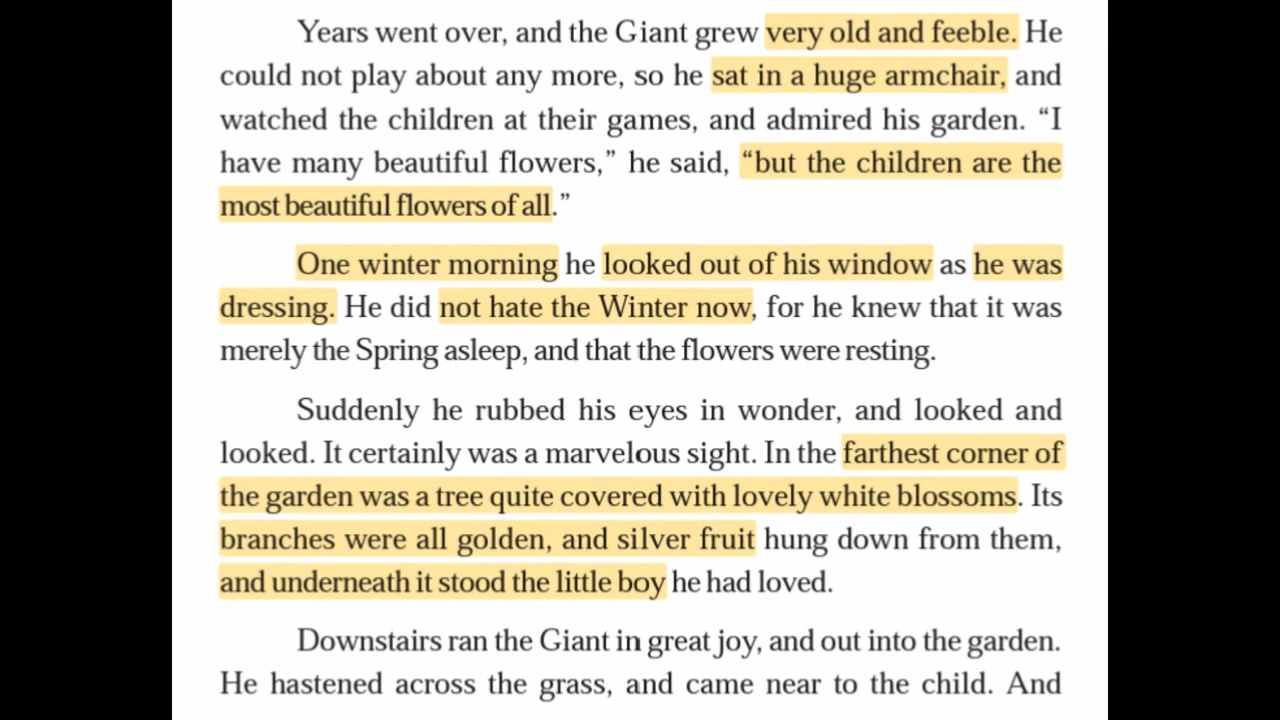 Years went over, and the Giant grew very old and feeble. He
could not play about any more, so he sat in a huge armchair, and
watched the children at their games, and admired his garden. “I
have many beautiful flowers,” he said, “but the children are the
most beautiful flowers of all.”
One winter morning he looked out of his window as he was
dressing. He did not hate the Winter now, for he knew that it was
merely the Spring asleep, and that the flowers were resting.
Suddenly he rubbed his eyes in wonder, and looked and
looked. It certainly was a marvelous sight. In the farthest corner of
the garden was a tree quite covered with lovely white blossoms. Its
branches were all golden, and silver fruit hung down from them,
and underneath it stood the little boy he had loved.
Downstairs ran the Giant in great joy, and out into the garden.
He hastened across the grass, and came near to the child. And